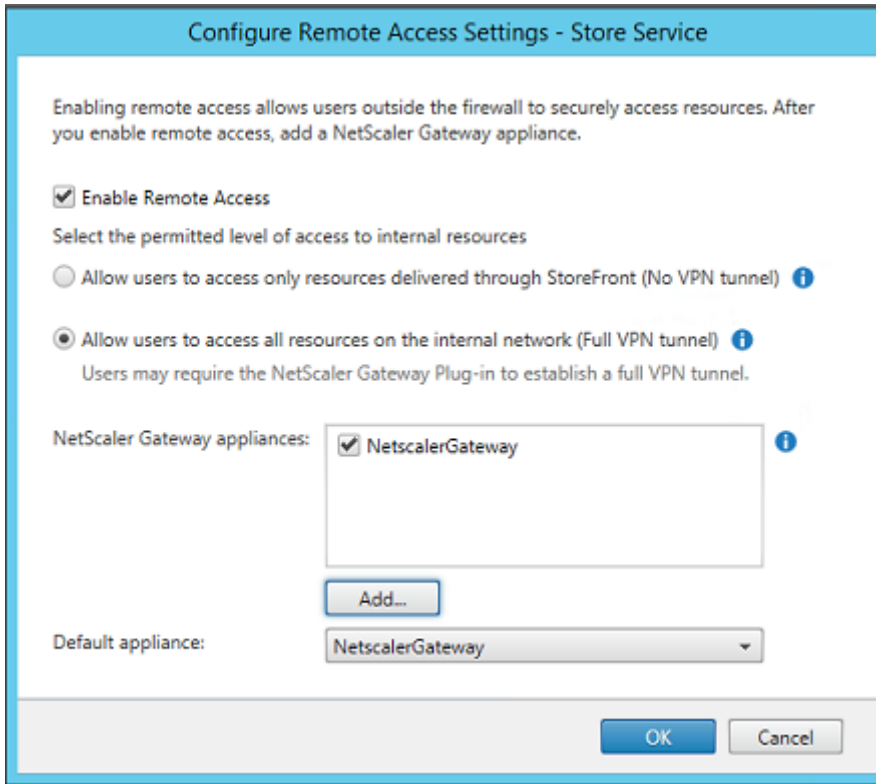 Configure Remote Access Settings - Store Service
Enabling remote access allows users outside the firewall to securely access resources. After
you enable remote access, add a NetScaler Gateway appliance.
Enable Remote Access
Select the permitted level of access to internal resources
Allow users to access only resources delivered through StoreFront (No VPN tunnel)
Allow users to access all resources on the internal network (Full VPN tunnel)
Users may require the NetScaler Gateway Plug-in to establish a full VPN tunnel.
NetScaler Gateway appliances:
NetscalerGateway
Add...
Default appliance:
NetscalerGateway
OK
Cancel